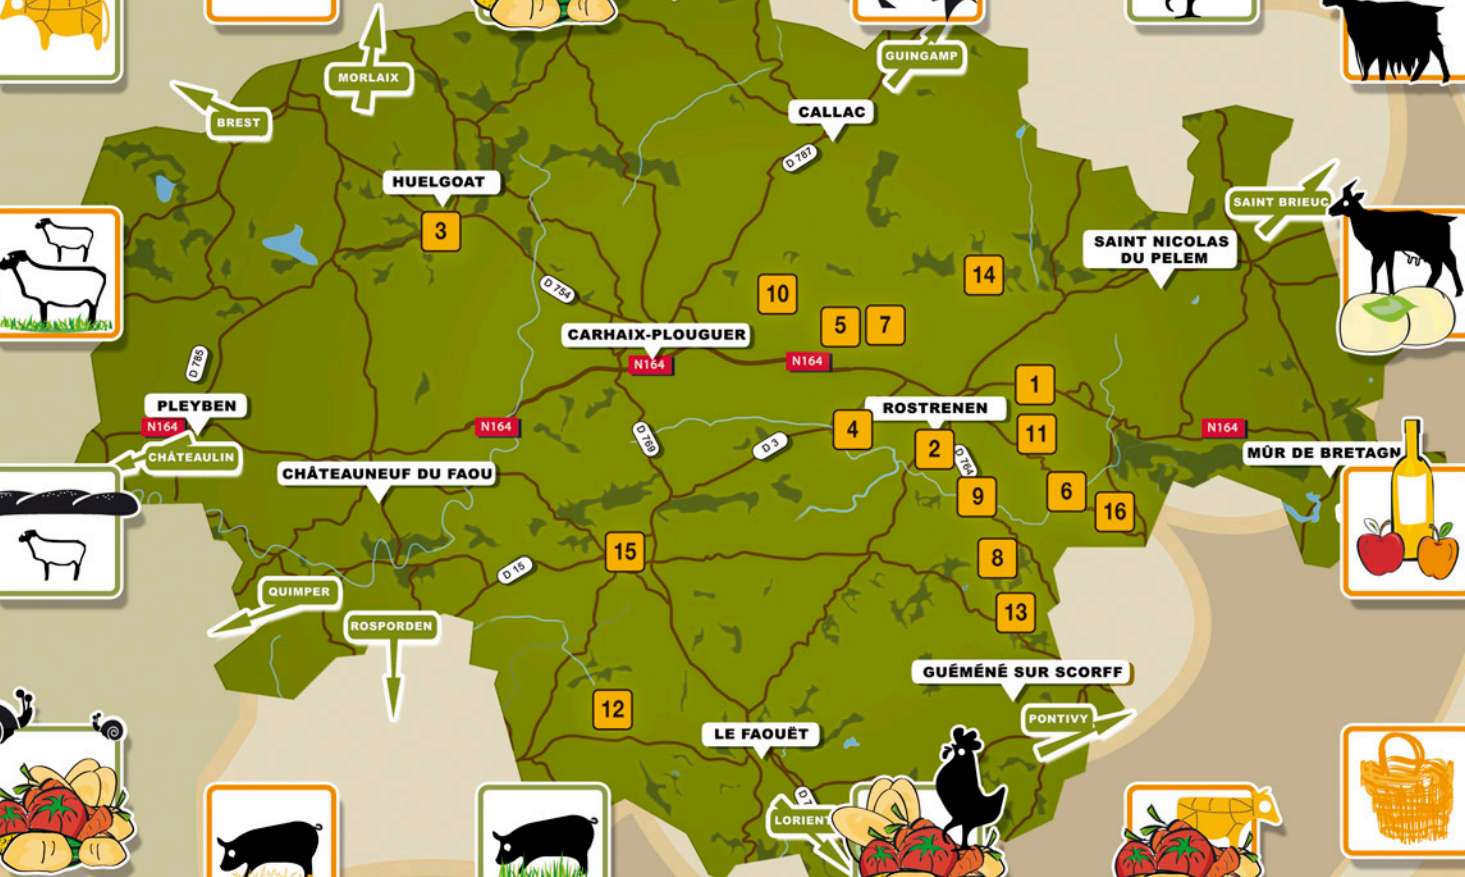 GUINGAMP
MORLAIX
CALLAC
BREST
D 787
HUELGOAT
3
SAINT BRIEUC
SAINT NICOLAS
DU PELEM
14
D 754
10
5
7
CARHAIX-PLOUGUER
N164
N164
D 785
1
PLEYBEN
ROSTRENEN
N164
N164
N164
4
11
D 769
D 3
2
D 764
CHÂTEAULIN
MÛR DE BRETAGN
CHÂTEAUNEUF DU FAOU
9
6
16
15
8
D 15
QUIMPER
13
ROSPORDEN
GUÉMÉNÉ SUR SCORFF
12
PONTIVY
LE FAOUËT
D 7
LORIENT